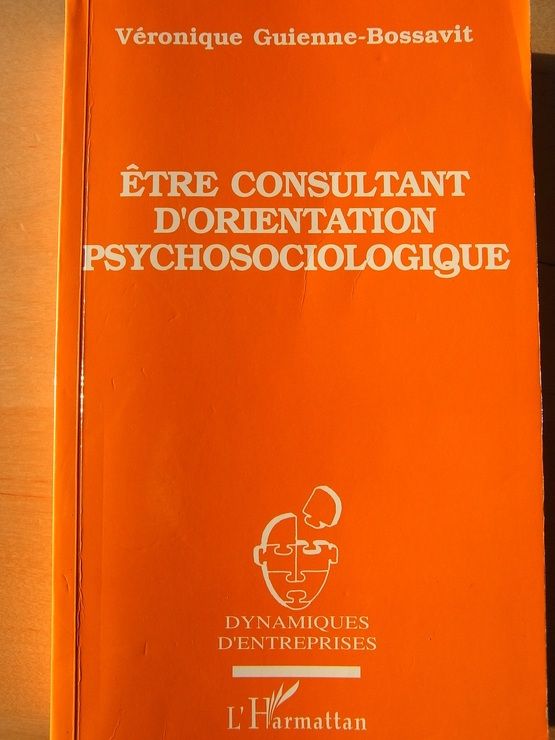 Véronique Guienne-Bossavit
ÊTRE CONSULTANT
D'ORIENTATION
PSYCHOSOCIOLOGIQUE
DYNAMIQUES
D'ENTREPRISES
L'Harmattan